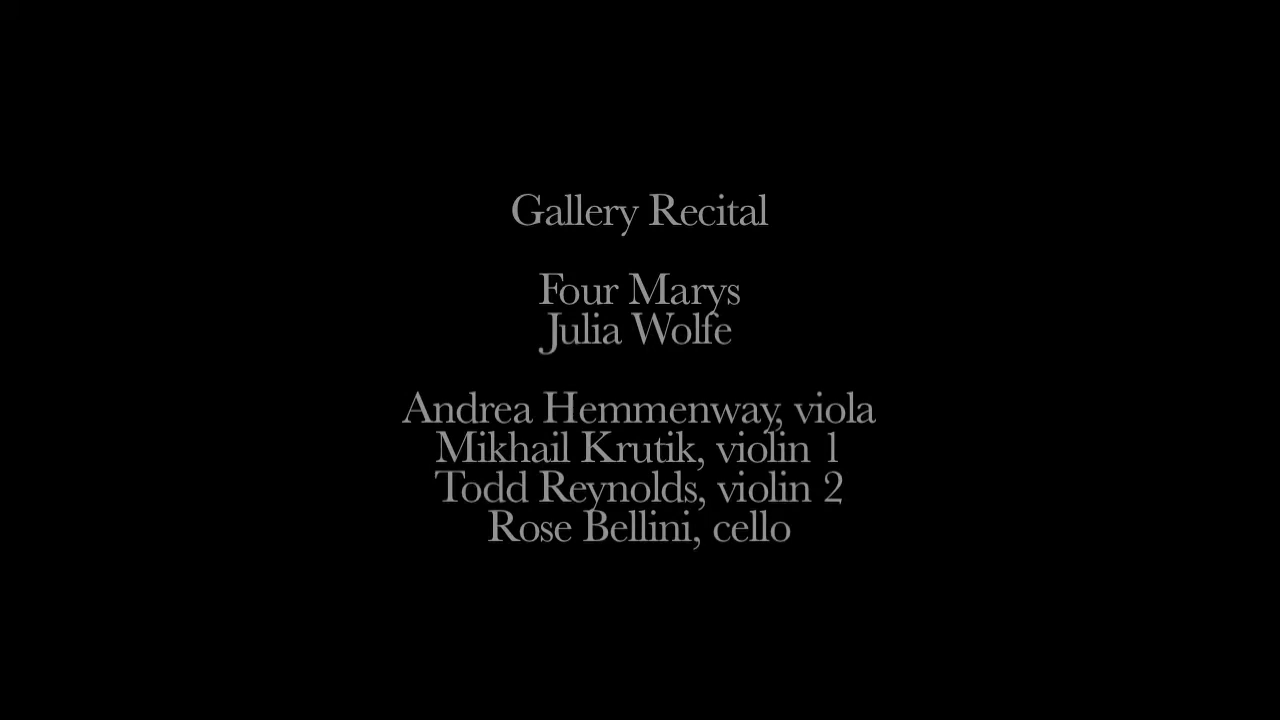 Gallery Recital
Four Marys
Julia Wolfe
Andrea Hemmenway, viola
Mikhail Krutik, violin 1
Todd Reynolds, violin 2
Rose Bellini, cello